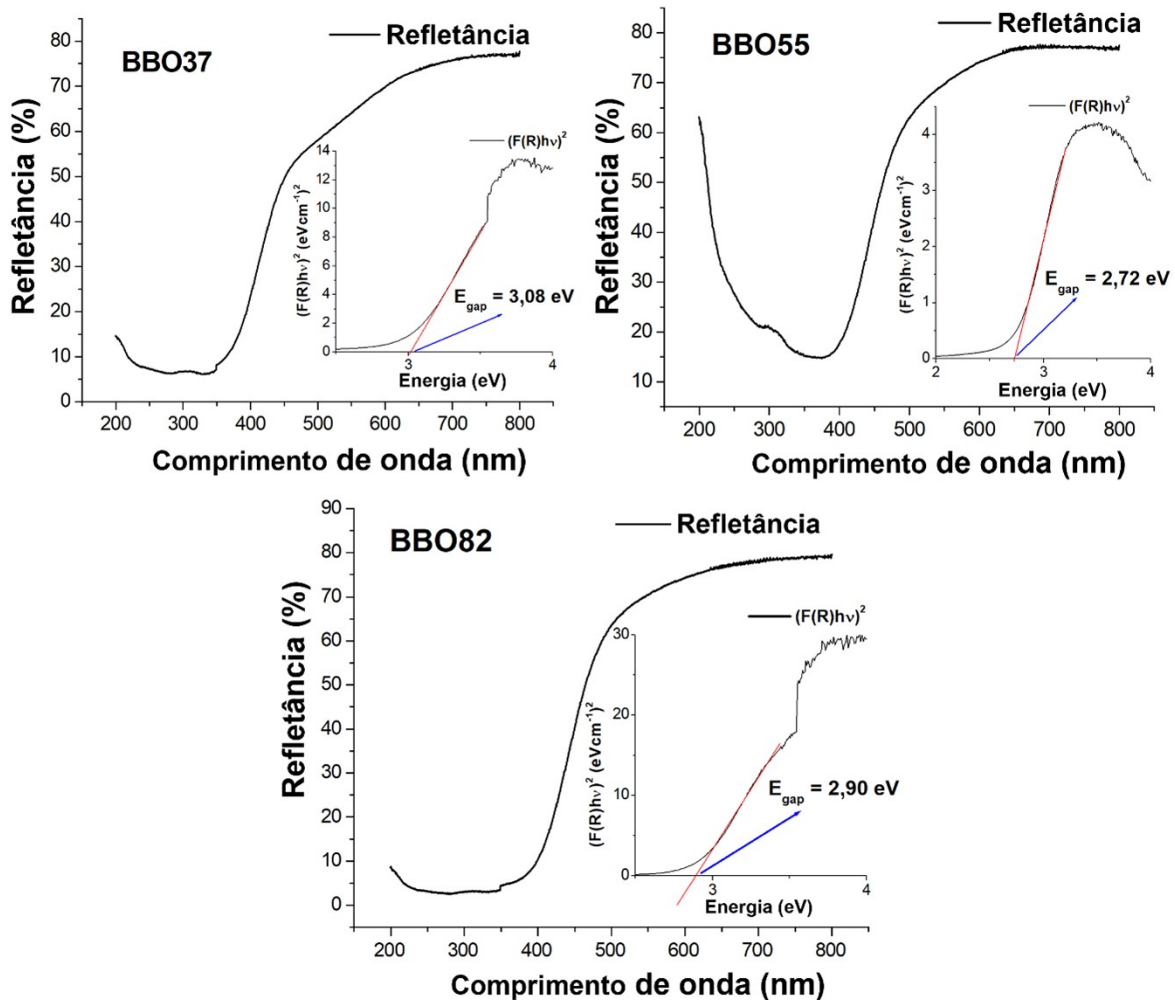 BBO37
Refletância
Refletância (%)
80
70
60
50
40
30
20
10
0
200 300 400 500 600 700 800
Comprimento de onda (nm)
(F(R)hν)²
(F(R)hν)² (eVcm⁻¹)²
14
12
10
8
6
4
2
0
E gap = 3,08 eV
3 4
Energia (eV)
BBO55
Refletância
Refletância (%)
80
70
60
50
40
30
20
10
200 300 400 500 600 700 800
Comprimento de onda (nm)
(F(R)hν)²
(F(R)hν)² (eVcm⁻¹)²
4
3
2
1
0
E gap = 2,72 eV
2 3 4
Energia (eV)
BBO82
Refletância
Refletância (%)
90
80
70
60
50
40
30
20
10
0
200 300 400 500 600 700 800
Comprimento de onda (nm)
(F(R)hν)²
(F(R)hν)² (eVcm⁻¹)²
30
20
10
0
E gap = 2,90 eV
3 4
Energia (eV)